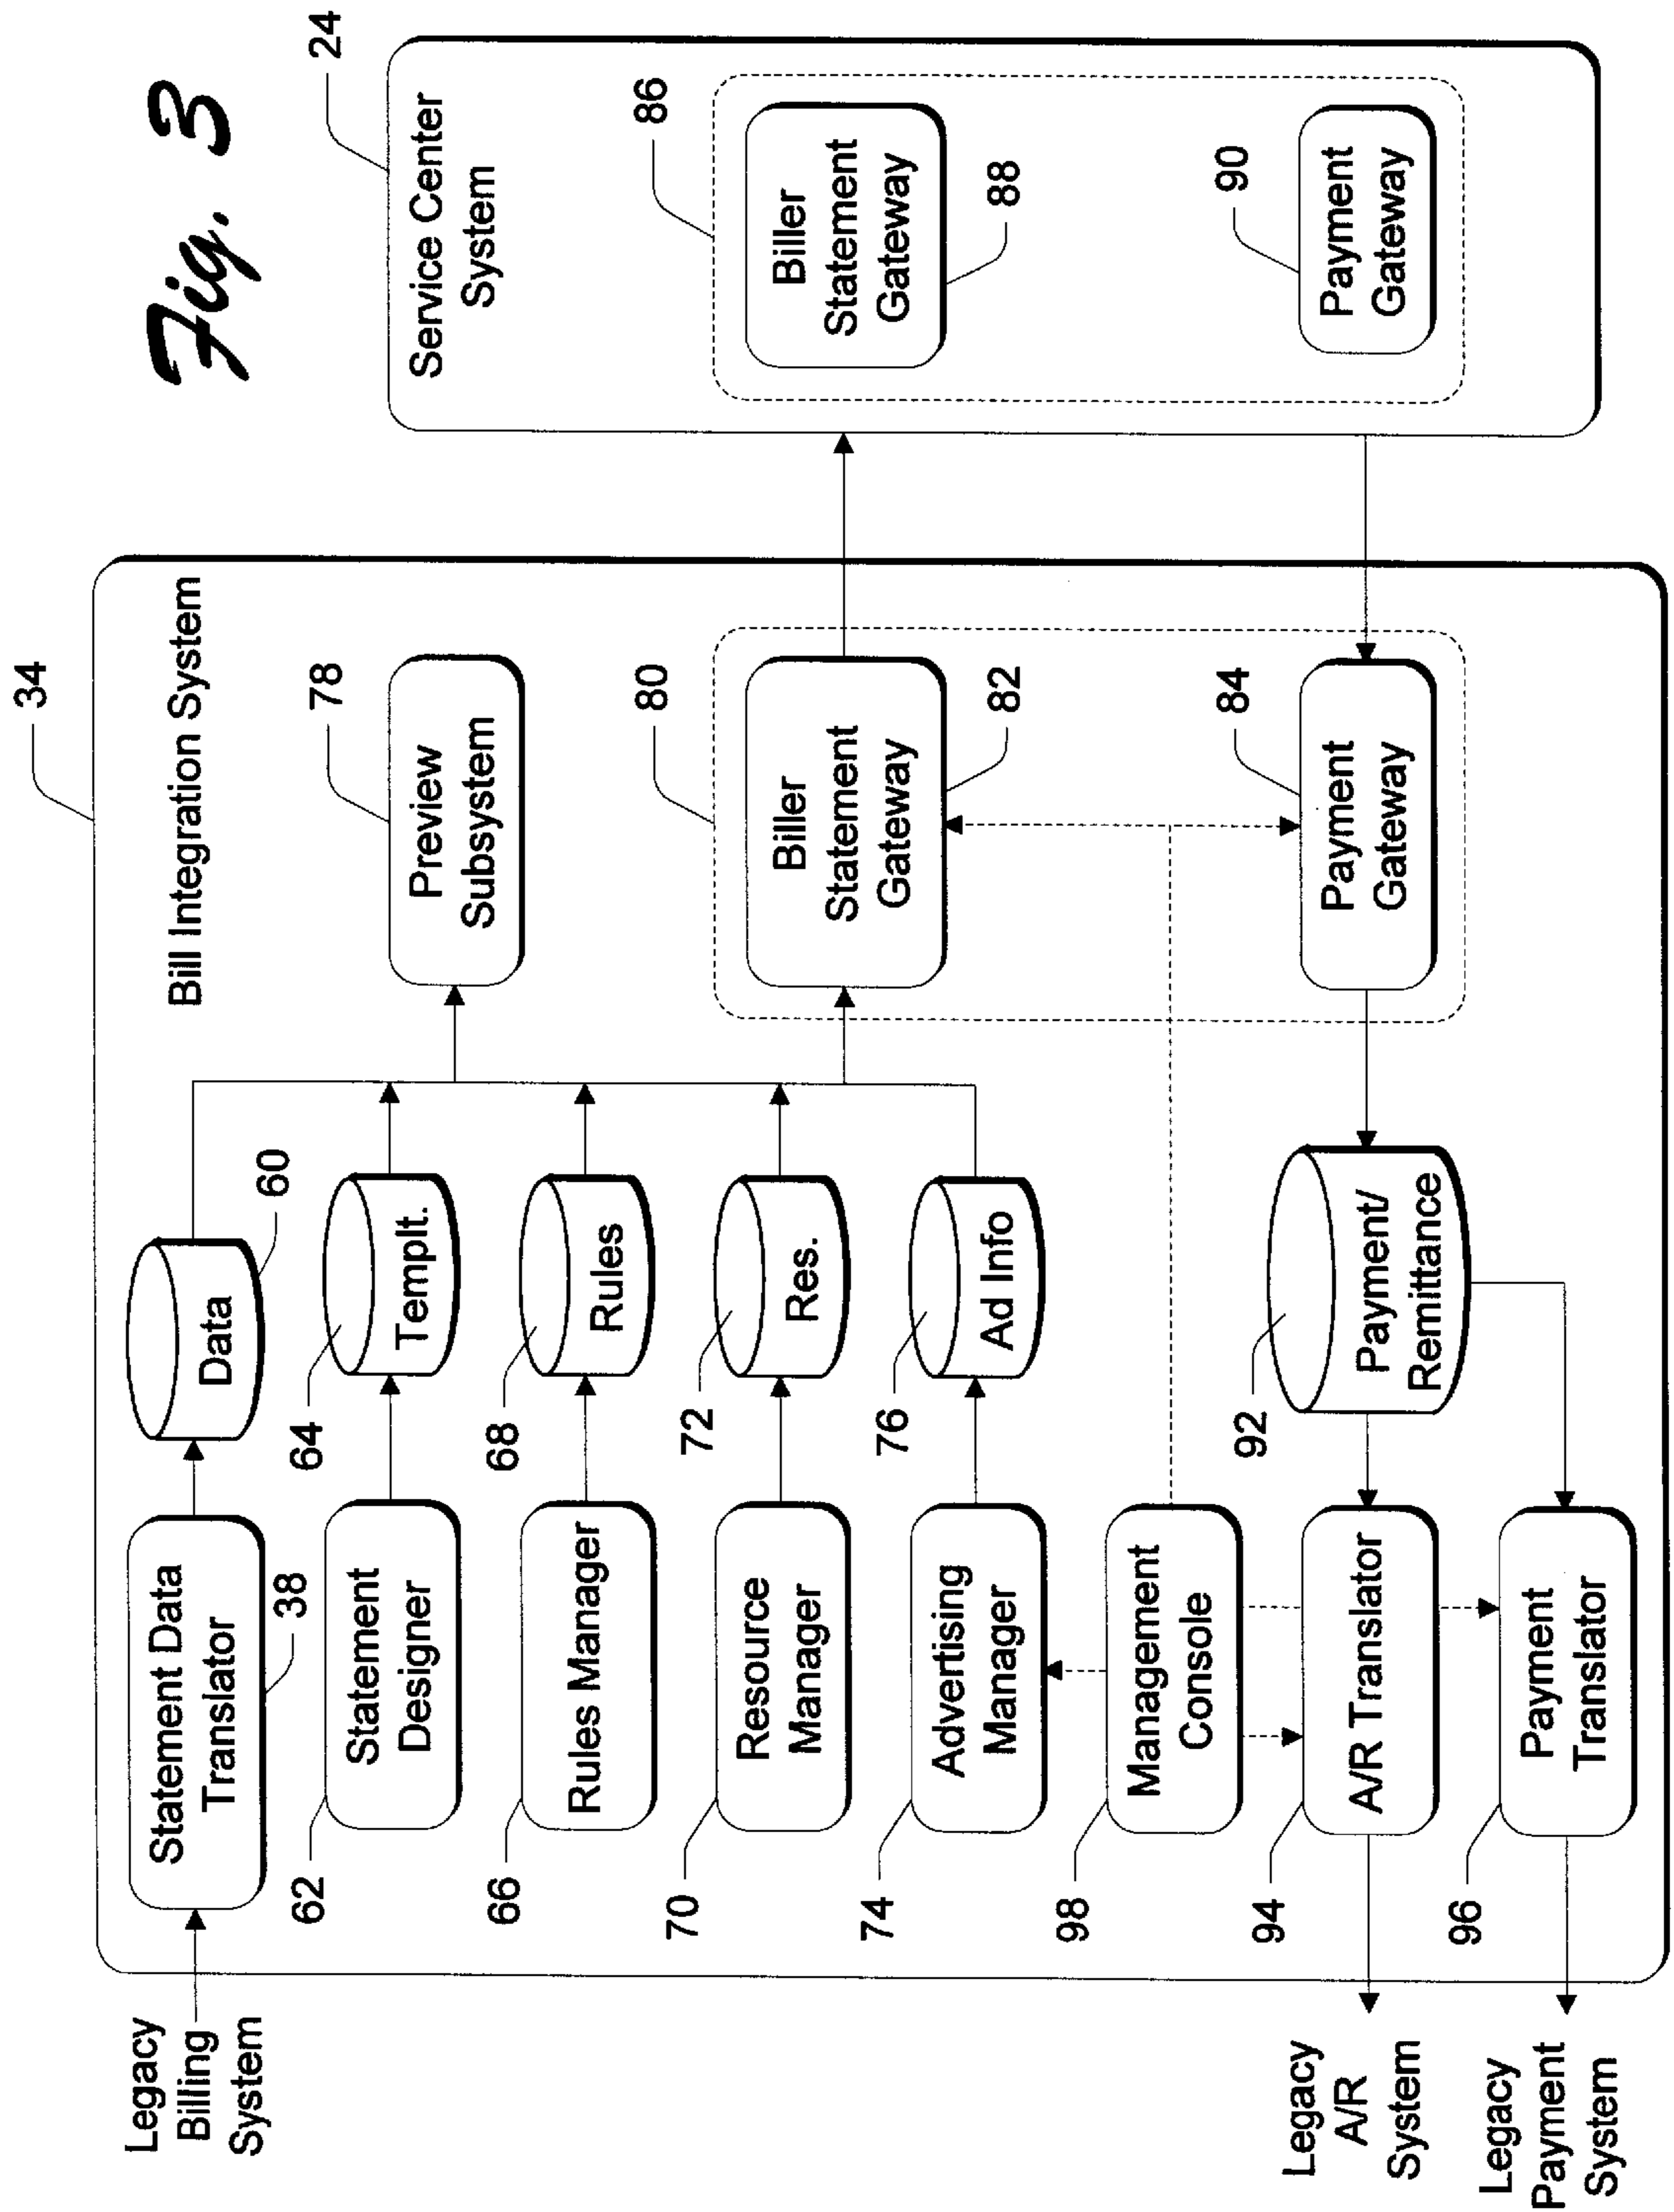 Fig. 3
34
24
Bill Integration System
Service Center
System
Legacy
Billing
System
Statement Data
Translator
38
Data
60
78
Preview
Subsystem
62
Statement
Designer
64
Templt.
66
Rules Manager
68
Rules
80
Biller
Statement
Gateway
82
86
Biller
Statement
Gateway
88
70
Resource
Manager
72
Res.
74
Advertising
Manager
76
Ad Info
98
Management
Console
84
Payment
Gateway
90
Payment
Gateway
92
Payment/
Remittance
94
A/R Translator
Legacy
A/R
System
96
Payment
Translator
Legacy
Payment
System